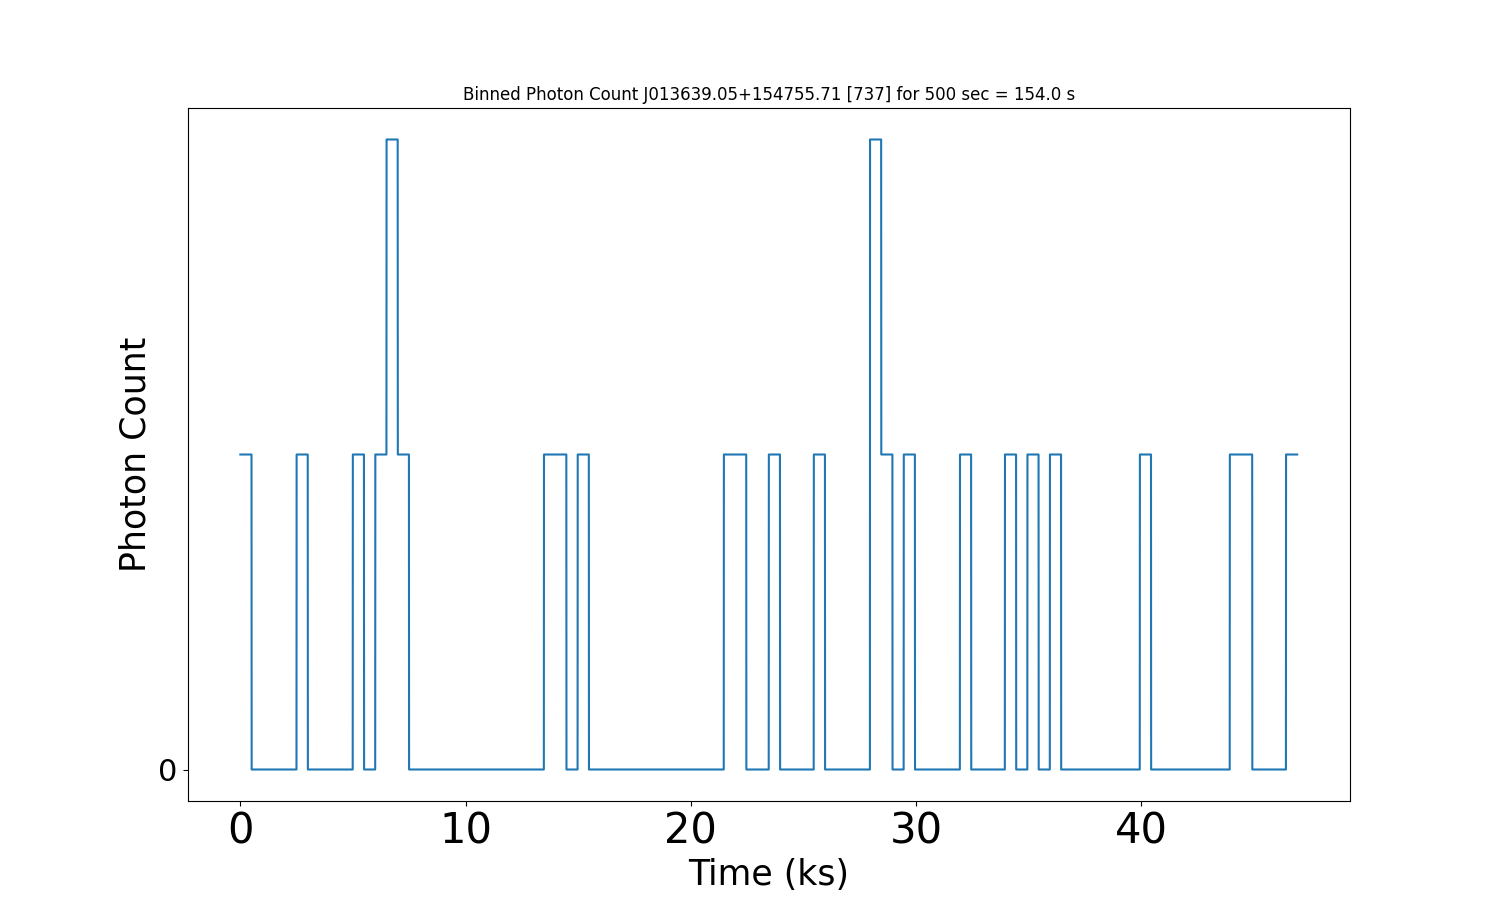 Binned Photon Count J013639.05+154755.71 [737] for 500 sec = 154.0 s
Photon Count
0
0 10 20 30 40
Time (ks)